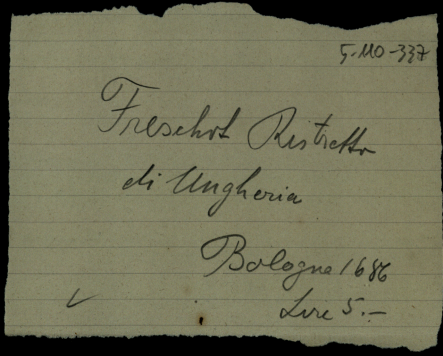 5-110-337
Freschot Ristretto
di Ungheria
Bologna 1686
Lire 5.-